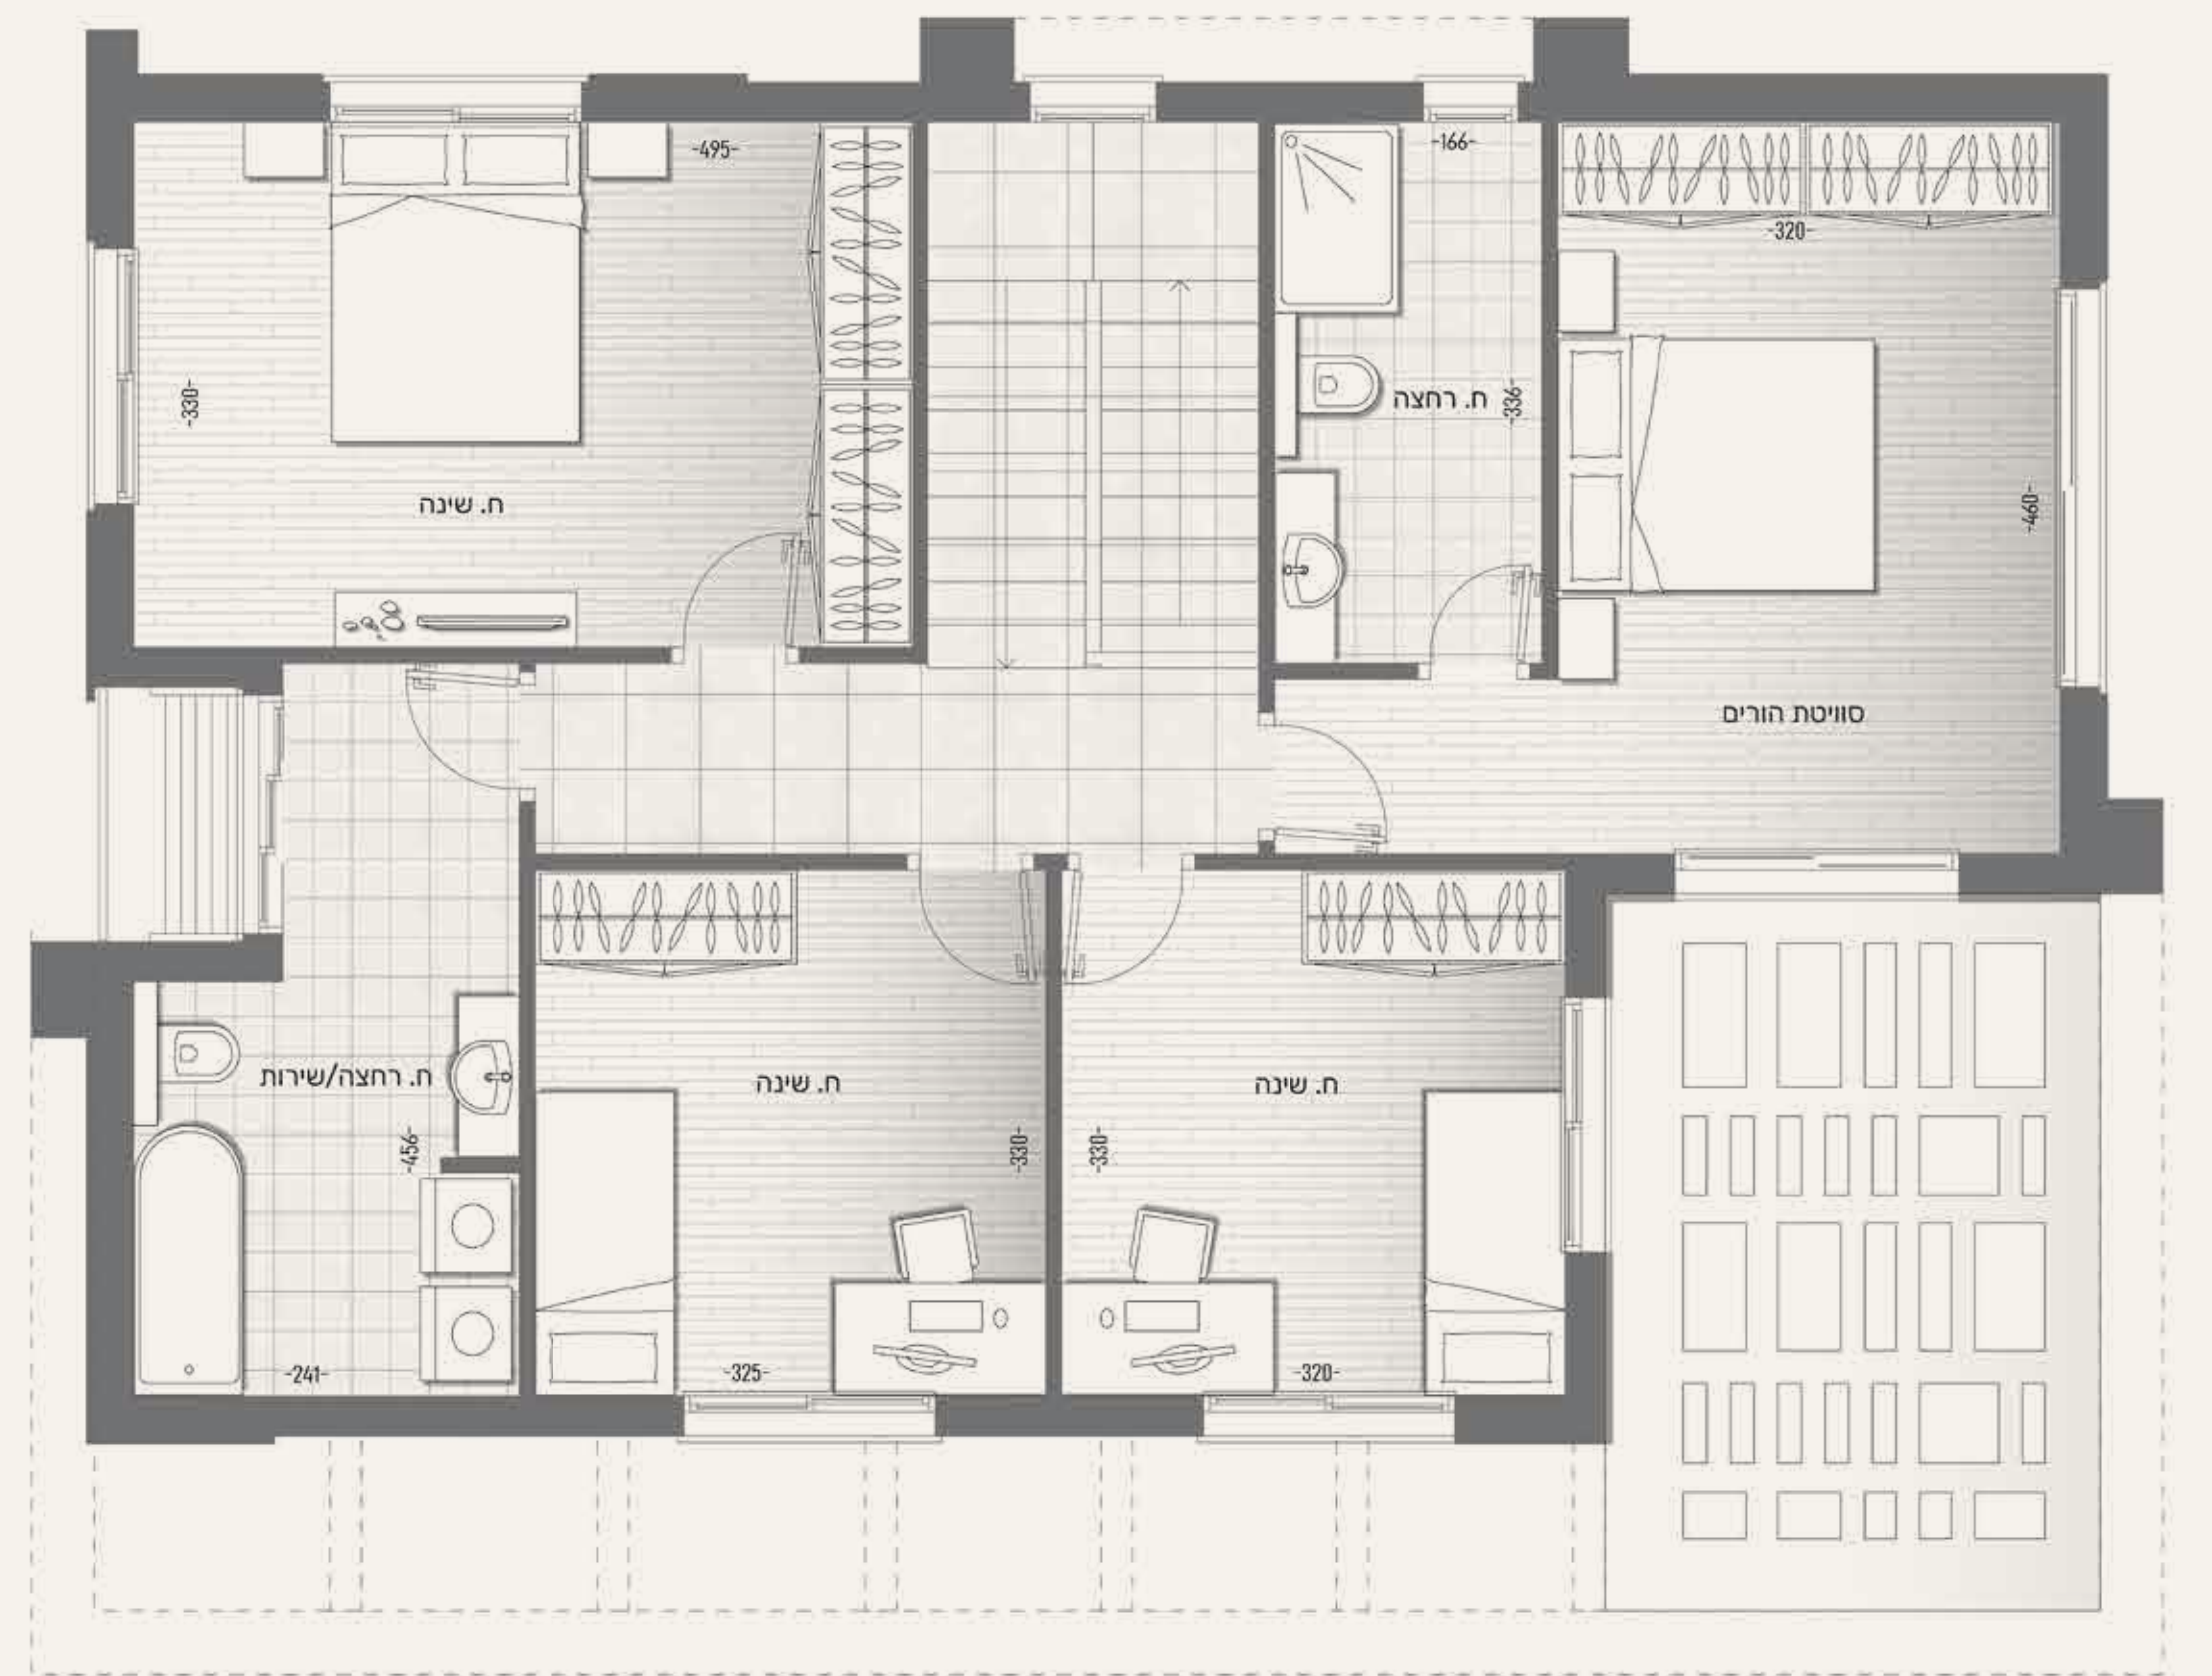 -495-
-166-
-320-
-330-
ח. רחצה
-336-
ח. שינה
-460-
סוויטת הורים
ח. רחצה/שירות
ח. שינה
ח. שינה
-456-
-330-
-330-
-241-
-325-
-320-